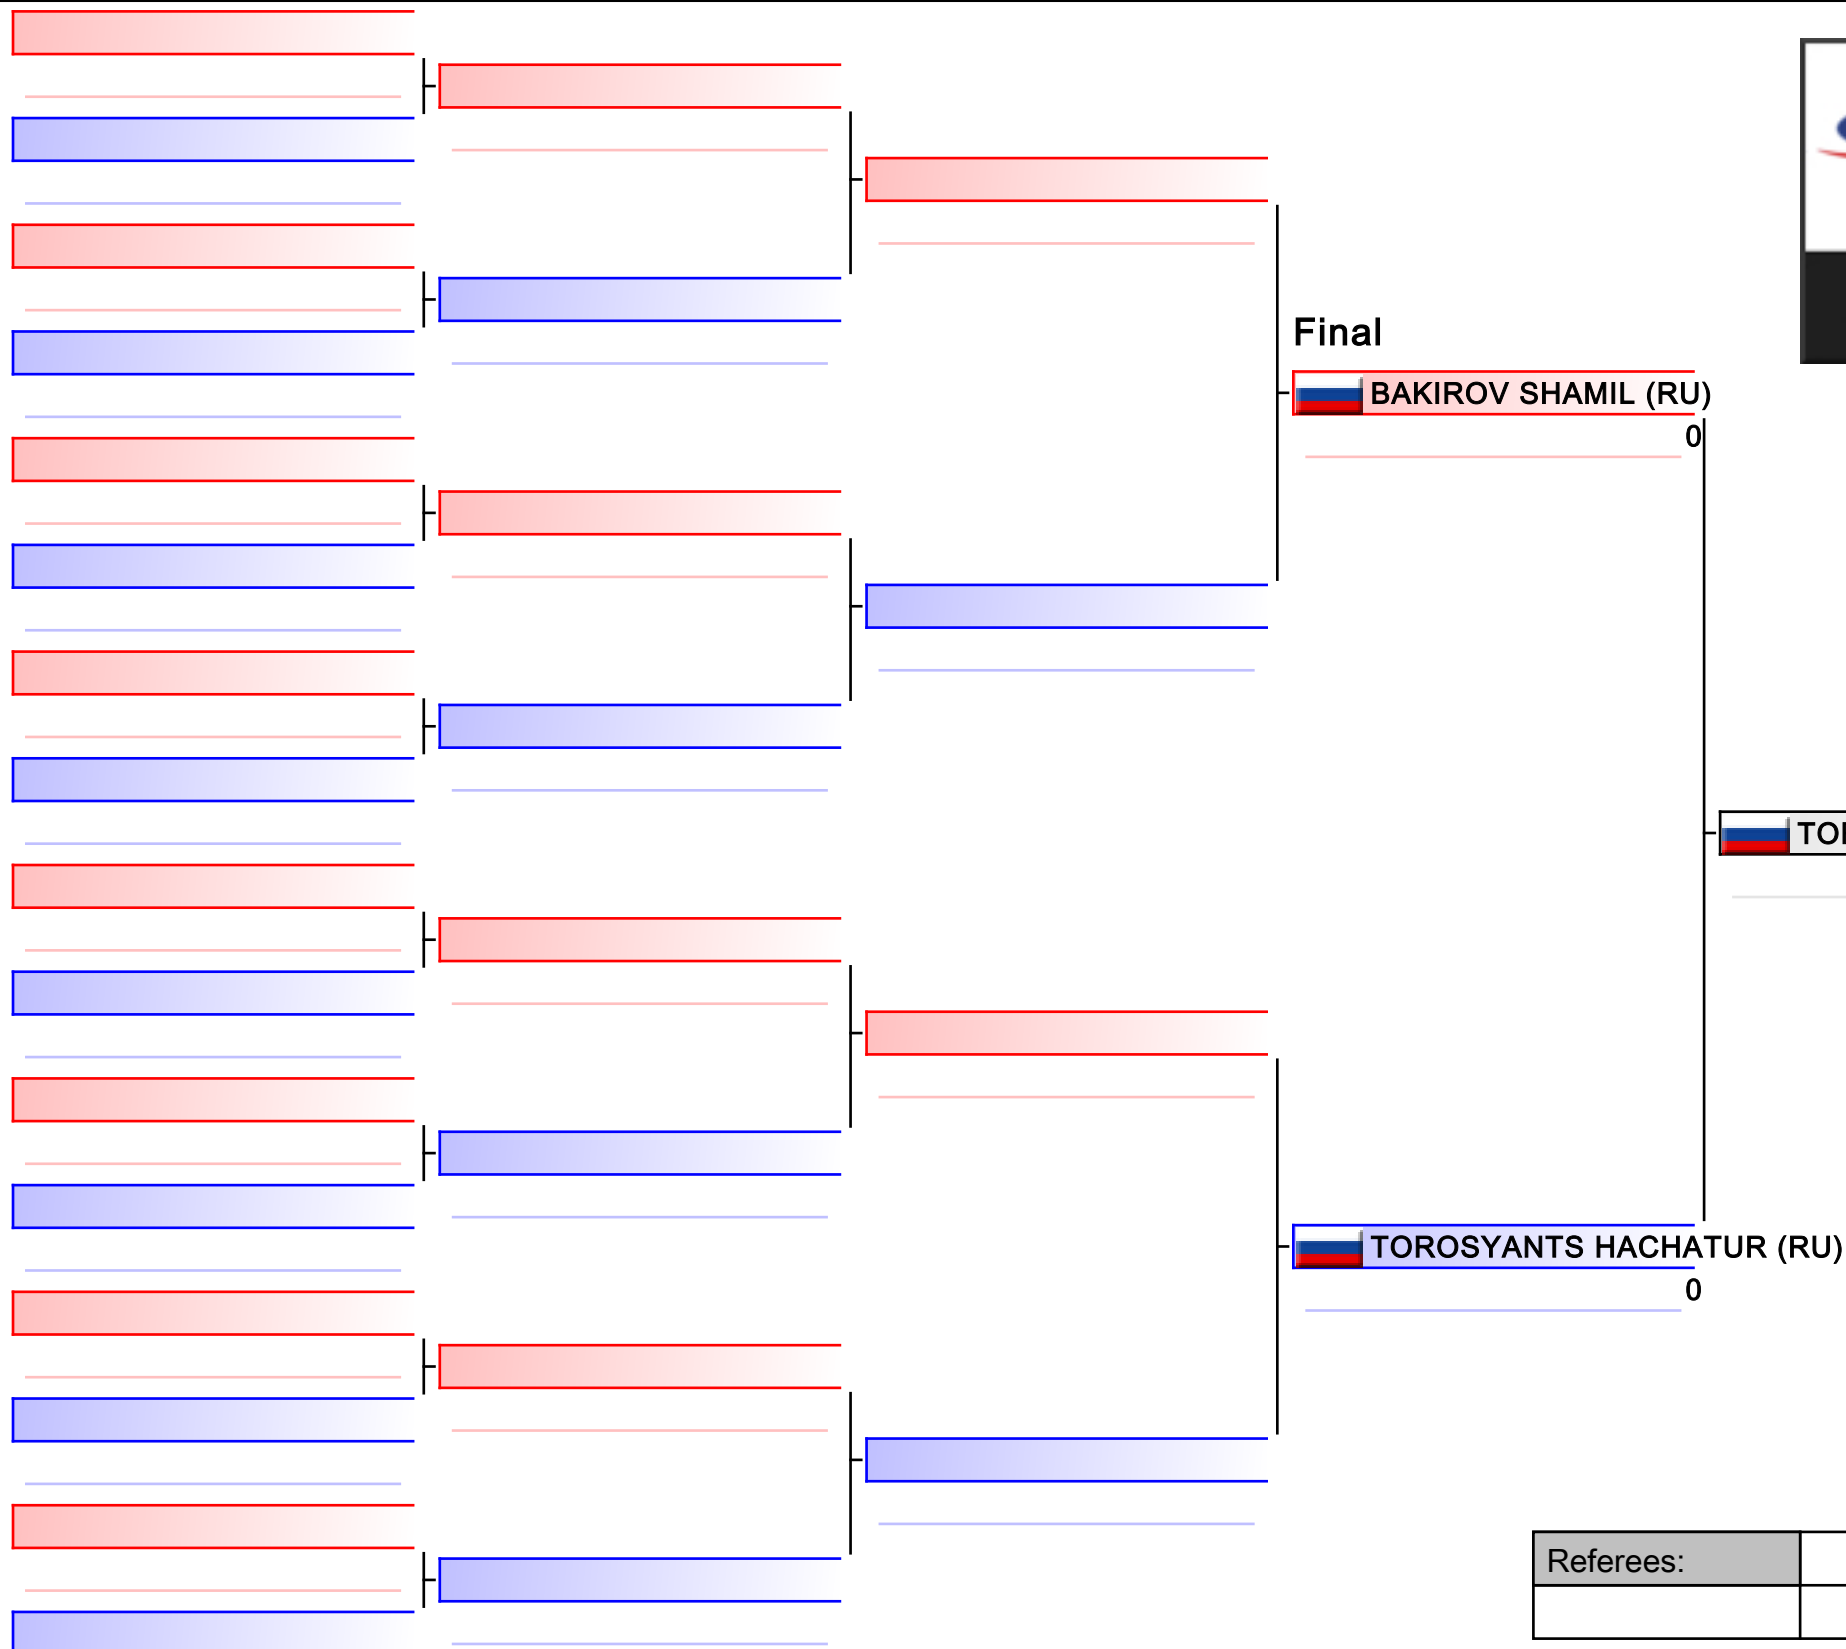 Final
BAKIROV SHAMIL (RU)
0
TOROSYANTS HACHATUR (RU)
0
Referees: